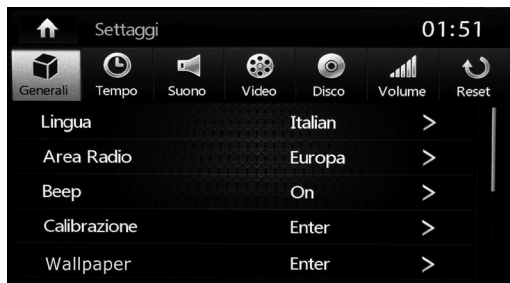 Settaggi 01:51
Generali Tempo Suono Video Disco Volume Reset
Lingua Italian >
Area Radio Europa >
Beep On >
Calibrazione Enter >
Wallpaper Enter >